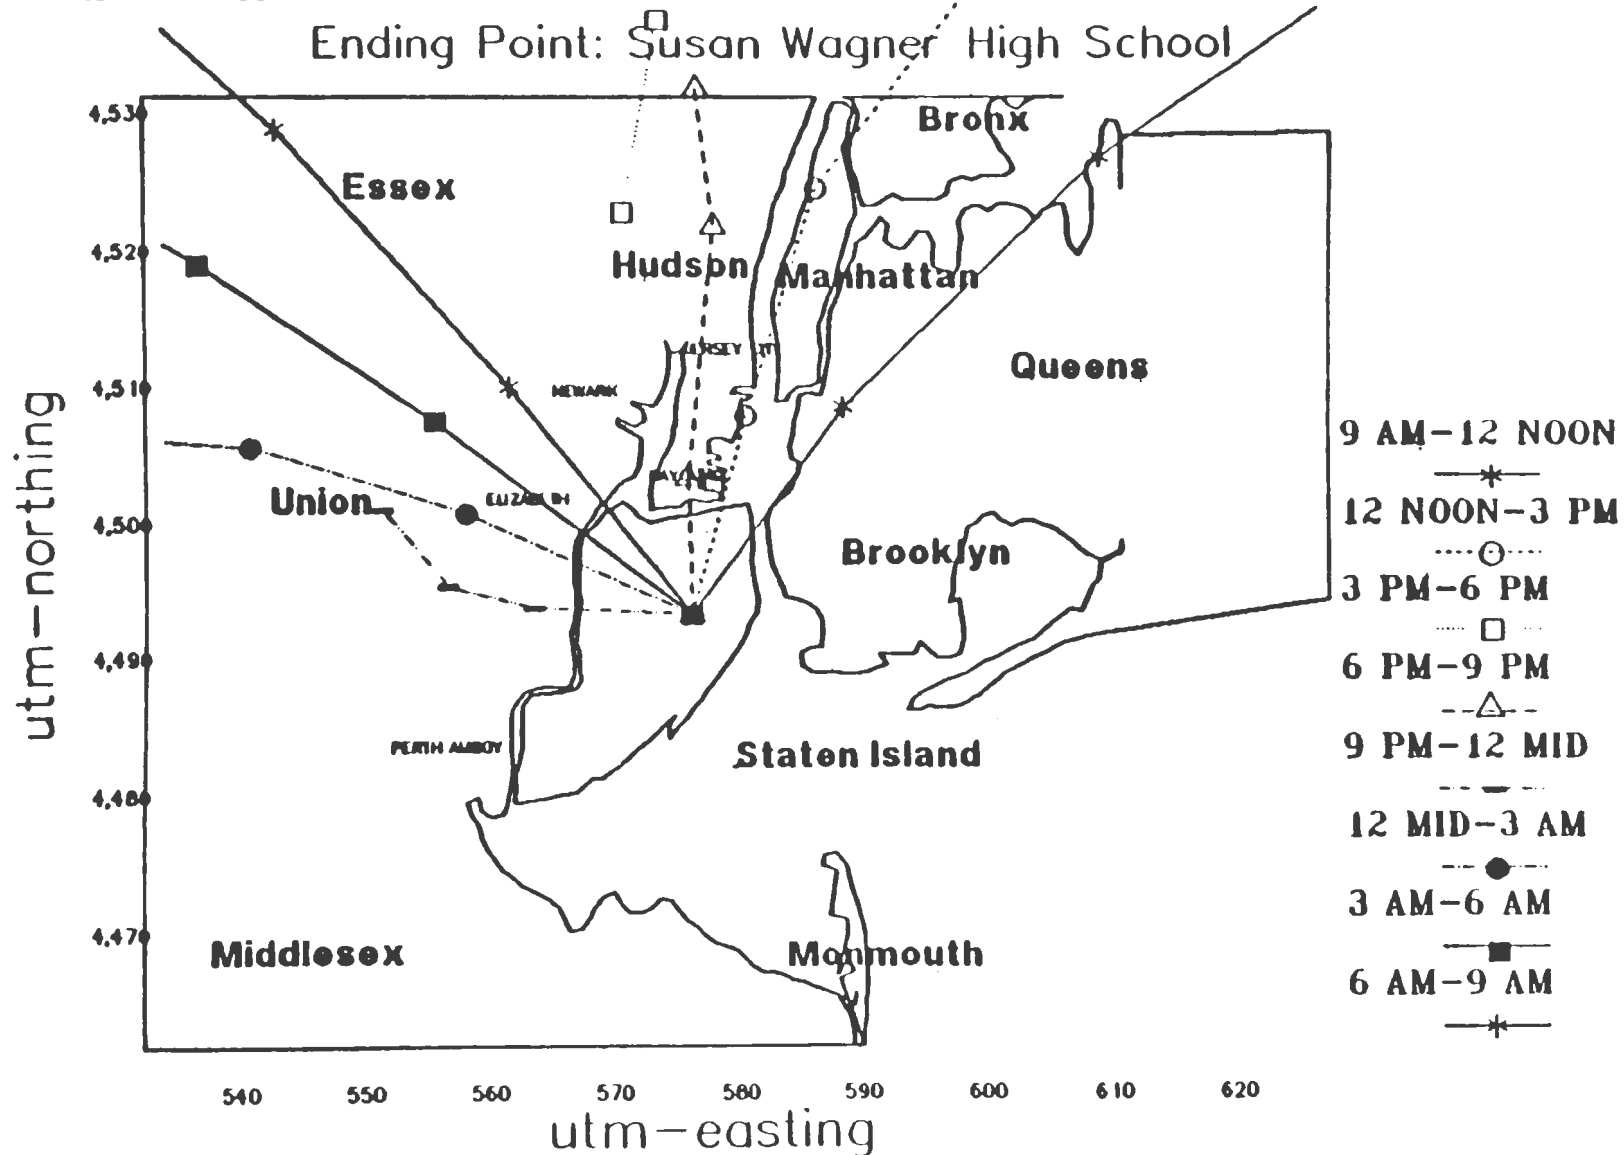 Ending Point: Susan Wagner High School
4,530
Bronx
Essex
4,520
Hudson
Manhattan
Queens
4,510
NEWARK
9 AM-12 NOON
Union
ELIZABETH
4,500
12 NOON-3 PM
Brooklyn
3 PM-6 PM
4,490
6 PM-9 PM
PERTH AMBOY
Staten Island
9 PM-12 MID
4,480
12 MID-3 AM
3 AM-6 AM
4,470
Middlesex
Monmouth
6 AM-9 AM
utm-northing
540 550 560 570 580 590 600 610 620
utm-easting